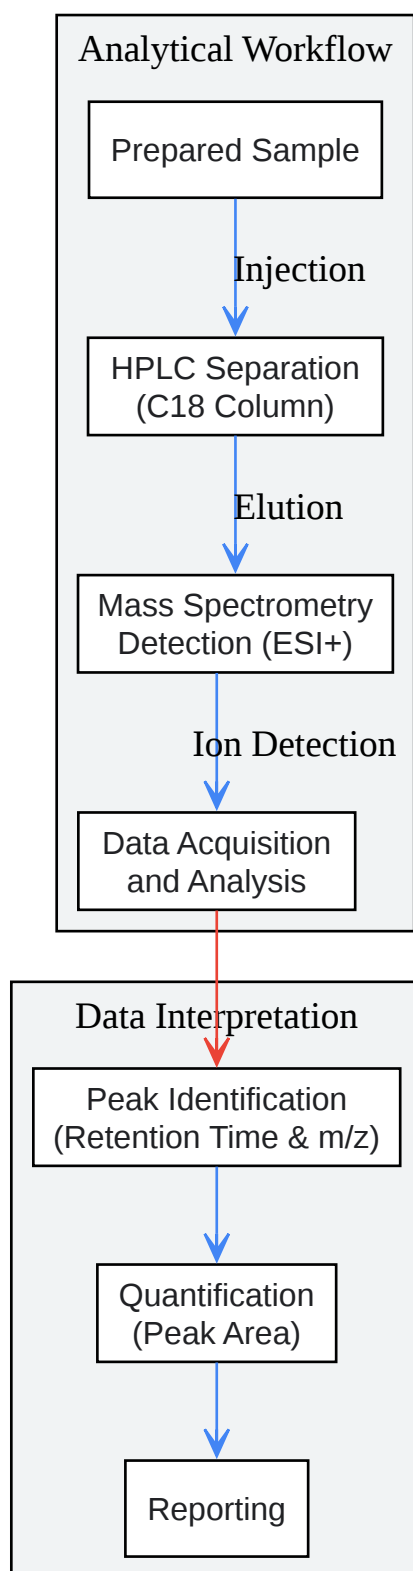 Analytical Workflow
Prepared Sample
Injection
HPLC Separation
(C18 Column)
Elution
Mass Spectrometry
Detection (ESI+)
Ion Detection
Data Acquisition
and Analysis
Data Interpretation
Peak Identification
(Retention Time & m/z)
Quantification
(Peak Area)
Reporting